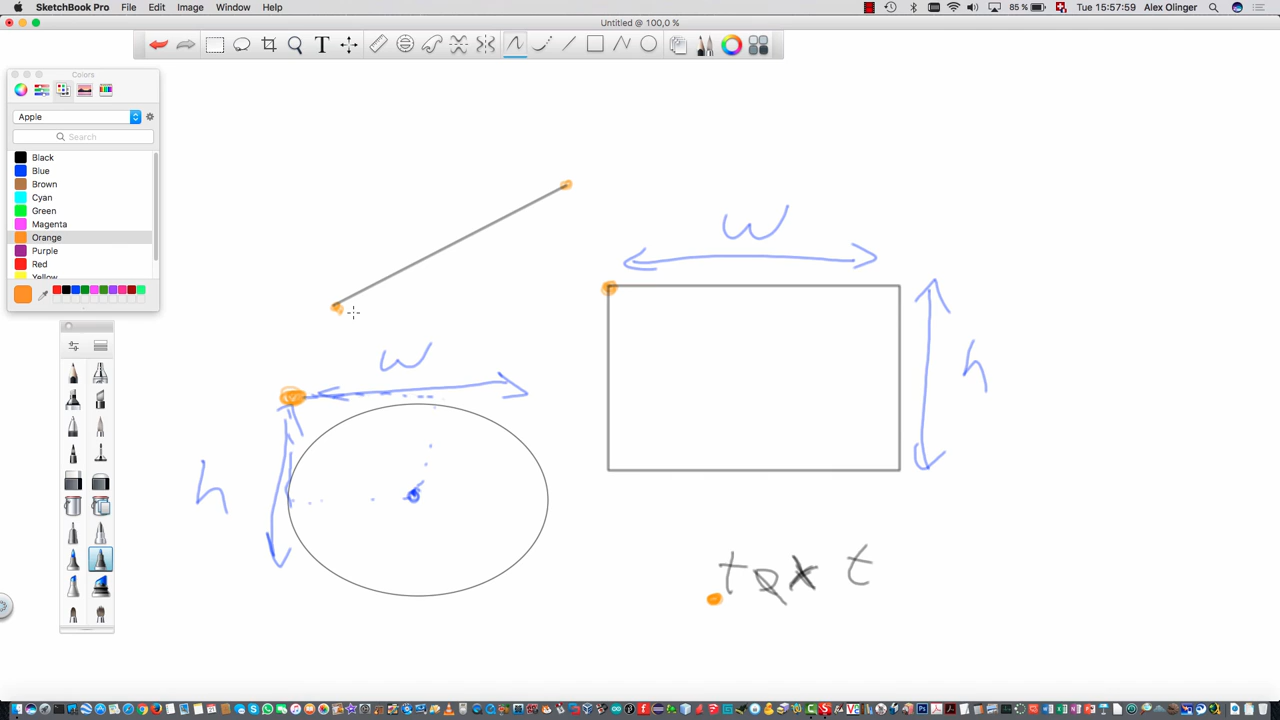 SketchBook Pro File Edit Image Window Help 85 % Tue 15:57:59 Alex Olinger
Untitled @ 100,0 %
Colors
Apple
Search
Black
Blue
Brown
Cyan
Green
Magenta
Orange
Purple
Red
Yellow
w
w
h
h
text